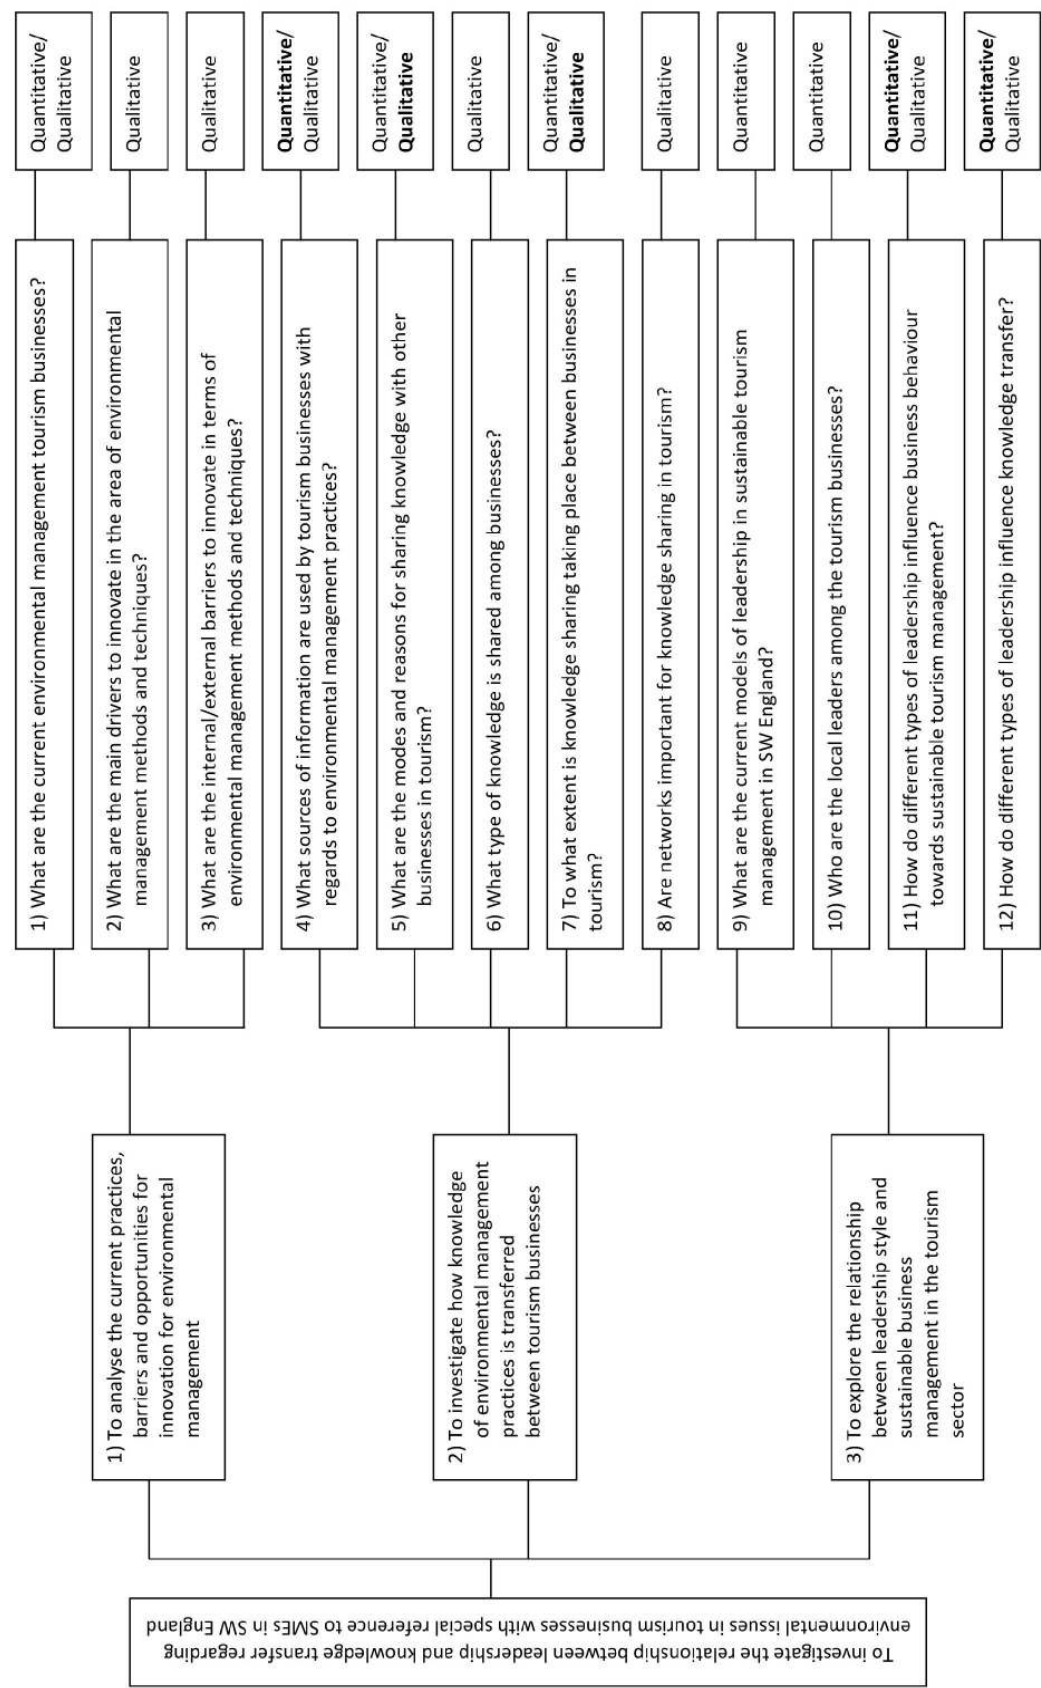 To investigate the relationship between leadership and knowledge transfer regarding
environmental issues in tourism businesses with special reference to SMEs in SW England
1) To analyse the current practices,
barriers and opportunities for
innovation for environmental
management
2) To investigate how knowledge
of environmental management
practices is transferred
between tourism businesses
3) To explore the relationship
between leadership style and
sustainable business
management in the tourism
sector
1) What are the current environmental management tourism businesses?
2) What are the main drivers to innovate in the area of environmental
management methods and techniques?
3) What are the internal/external barriers to innovate in terms of
environmental management methods and techniques?
4) What sources of information are used by tourism businesses with
regards to environmental management practices?
5) What are the modes and reasons for sharing knowledge with other
businesses in tourism?
6) What type of knowledge is shared among businesses?
7) To what extent is knowledge sharing taking place between businesses in
tourism?
8) Are networks important for knowledge sharing in tourism?
9) What are the current models of leadership in sustainable tourism
management in SW England?
10) Who are the local leaders among the tourism businesses?
11) How do different types of leadership influence business behaviour
towards sustainable tourism management?
12) How do different types of leadership influence knowledge transfer?
Quantitative/
Qualitative
Qualitative
Qualitative
Quantitative/
Qualitative
Quantitative/
Qualitative
Qualitative
Quantitative/
Qualitative
Qualitative
Quantitative
Quantitative
Quantitative/
Qualitative
Quantitative/
Qualitative